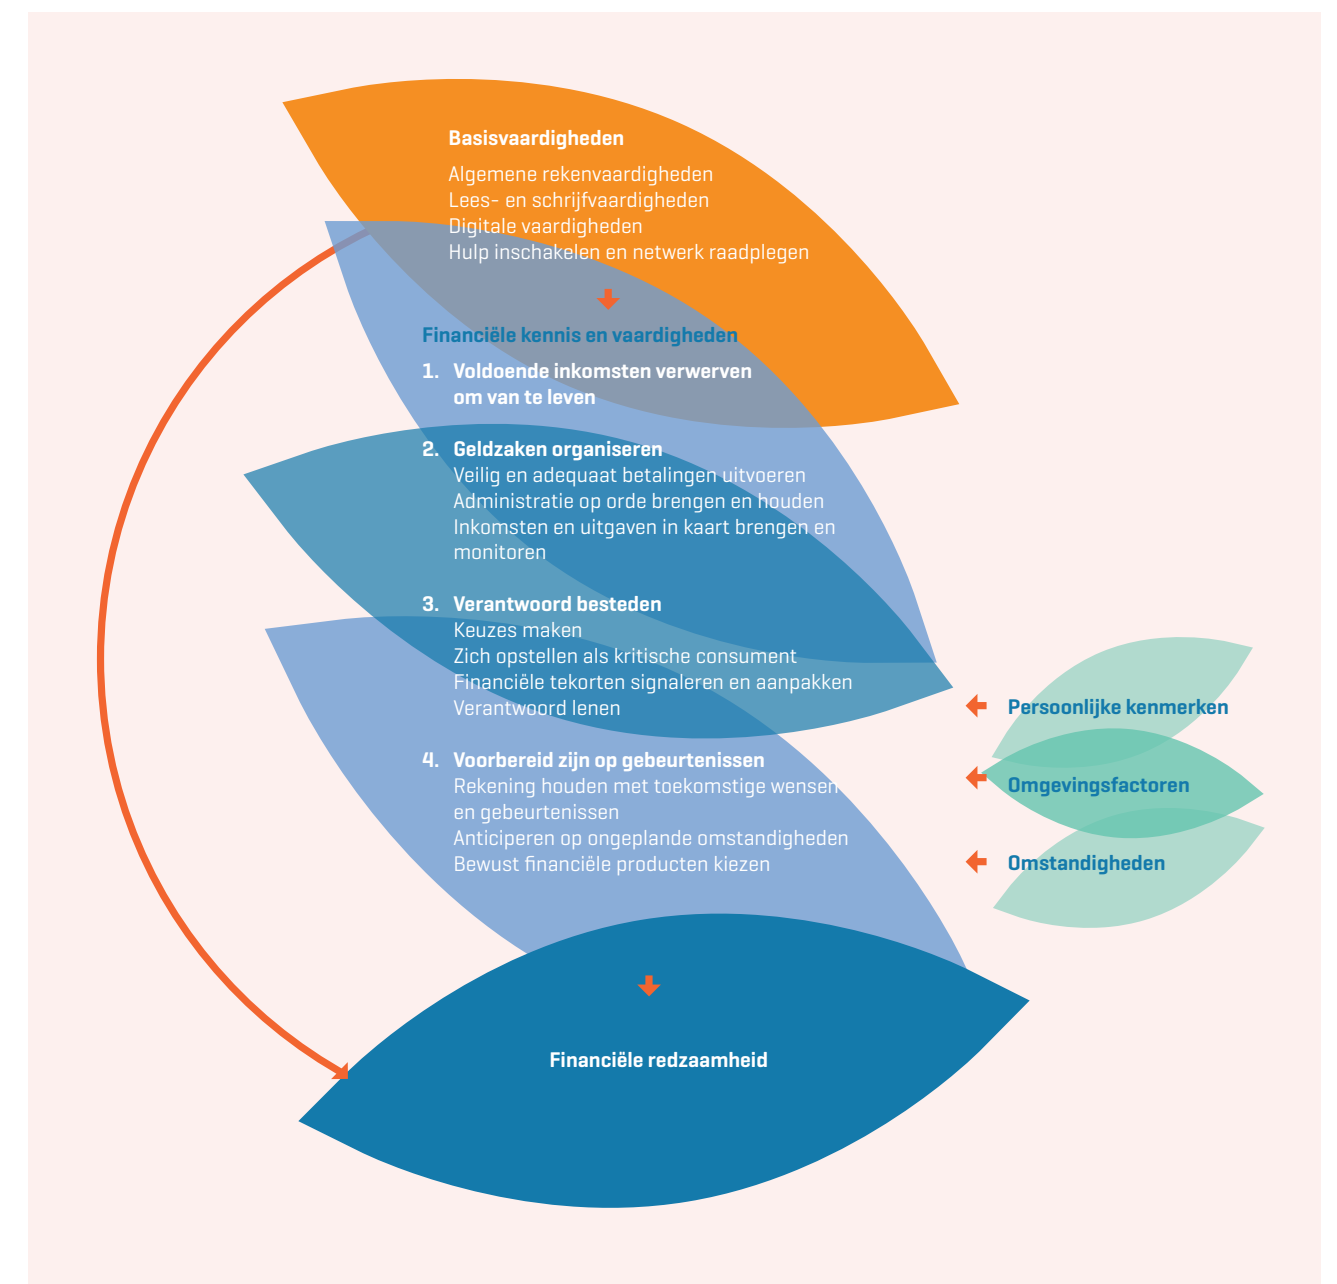 Basisvaardigheden
Algemene rekenvaardigheden
Lees- en schrijfvaardigheden
Digitale vaardigheden
Hulp inschakelen en netwerk raadplegen
Financiële kennis en vaardigheden
1. Voldoende inkomsten verwerven
om van te leven
2. Geldzaken organiseren
Veilig en adequaat betalingen uitvoeren
Administratie op orde brengen en houden
Inkomsten en uitgaven in kaart brengen en
monitoren
3. Verantwoord besteden
Keuzes maken
Zich opstellen als kritische consument
Financiële tekorten signaleren en aanpakken
Verantwoord lenen
4. Voorbereid zijn op gebeurtenissen
Rekening houden met toekomstige wensen
en gebeurtenissen
Anticiperen op ongeplande omstandigheden
Bewust financiële producten kiezen
Persoonlijke kenmerken
Omgevingsfactoren
Omstandigheden
Financiële redzaamheid